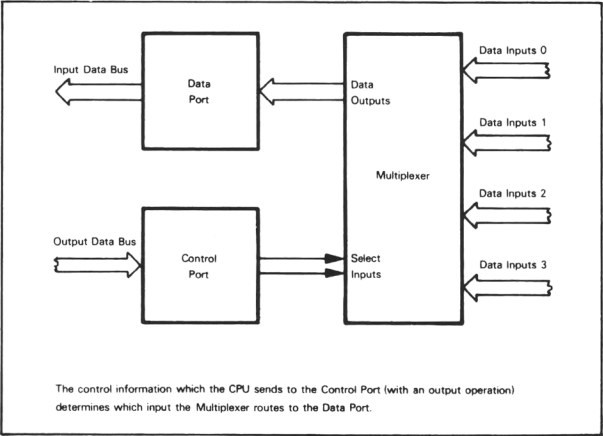 Input Data Bus
Data
Port
Data
Outputs
Multiplexer
Data Inputs 0
Data Inputs 1
Data Inputs 2
Data Inputs 3
Output Data Bus
Control
Port
Select
Inputs
The control information which the CPU sends to the Control Port (with an output operation)
determines which input the Multiplexer routes to the Data Port.